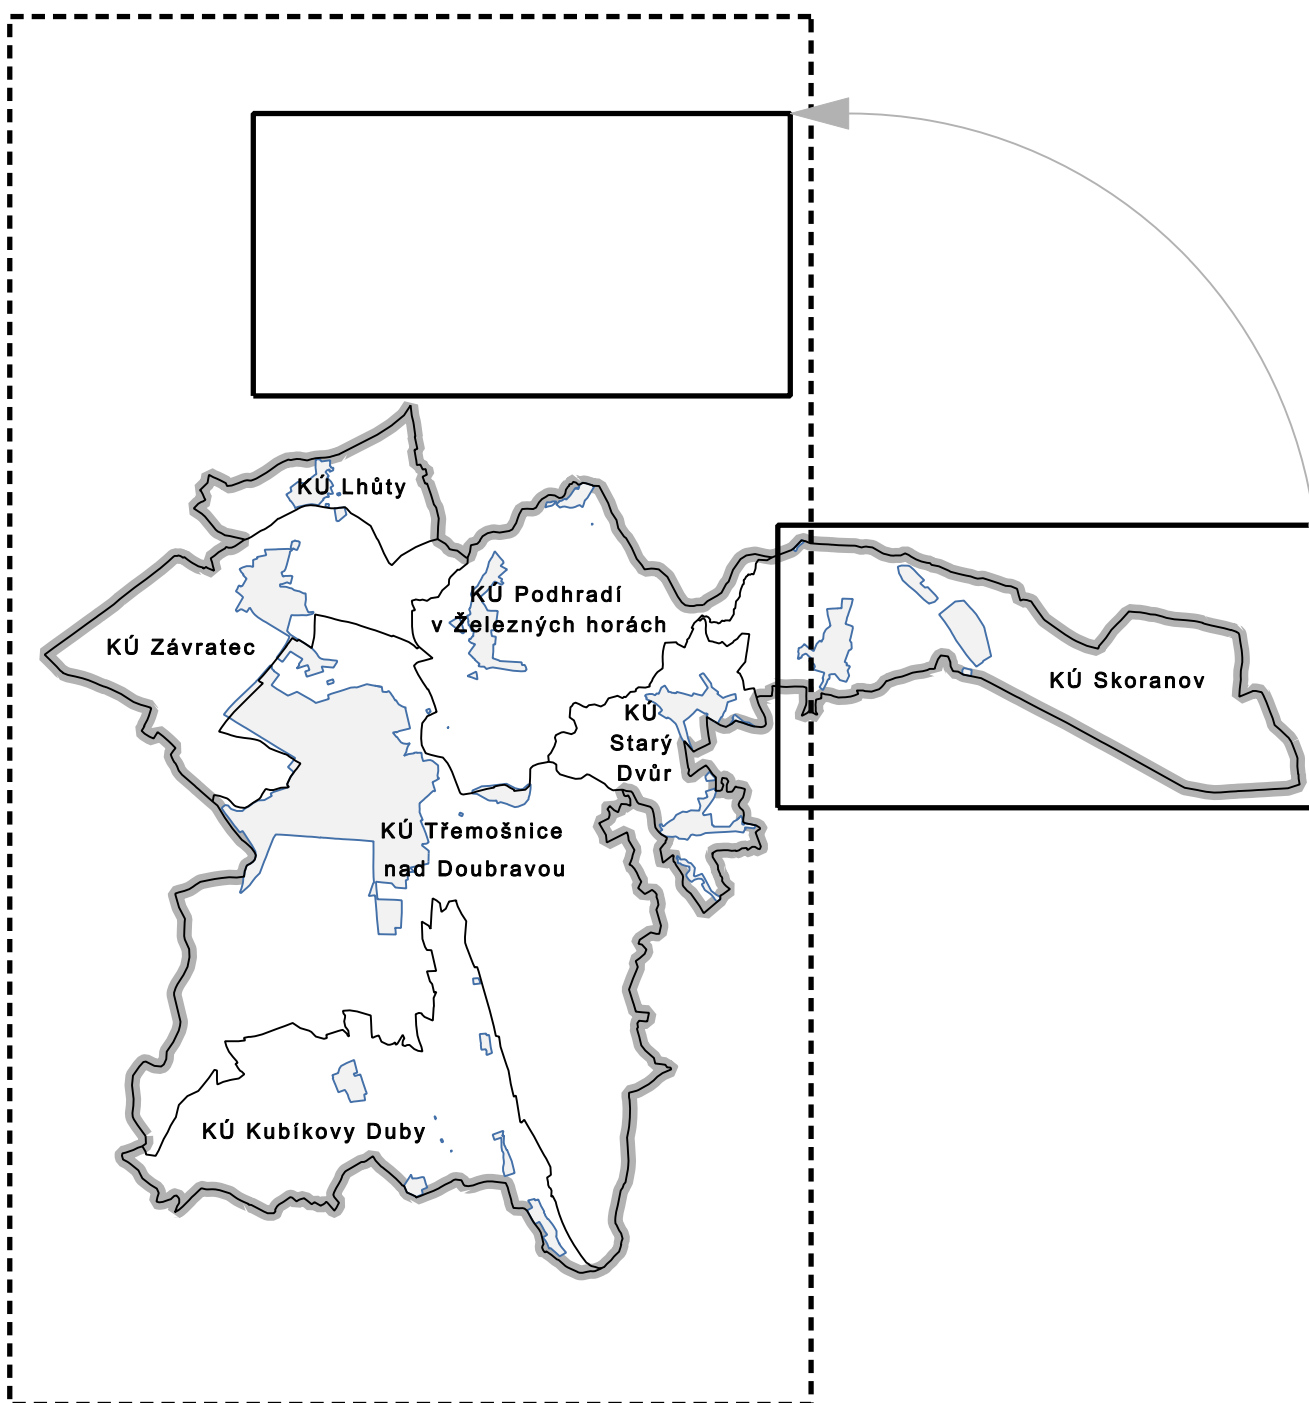 KÚ Lhůty
KÚ Podhradí
v Železných horách
KÚ Závratec
KÚ Skoranov
KÚ
Starý
Dvůr
KÚ Třemošnice
nad Doubravou
KÚ Kubíkovy Duby